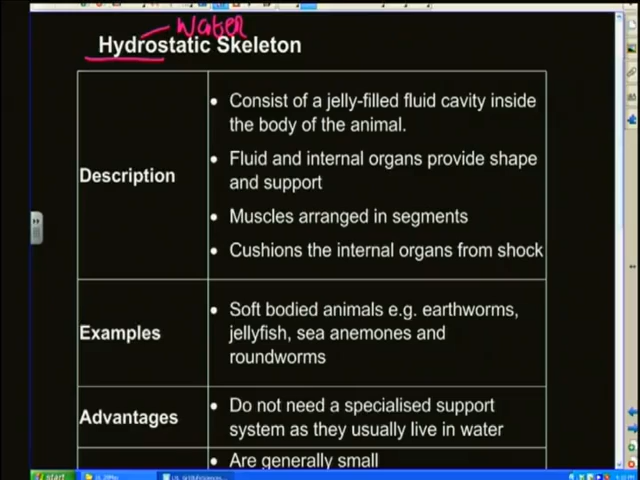 water
Hydrostatic Skeleton
Description
• Consist of a jelly-filled fluid cavity inside
the body of the animal.
• Fluid and internal organs provide shape
and support
• Muscles arranged in segments
• Cushions the internal organs from shock
Examples
• Soft bodied animals e.g. earthworms,
jellyfish, sea anemones and
roundworms
Advantages
• Do not need a specialised support
system as they usually live in water
• Are generally small
start